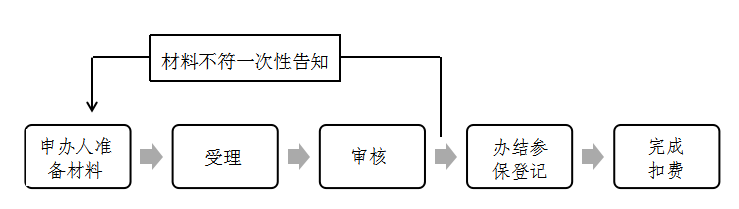 材料不符一次性告知
申办人准
备材料
受理
审核
办结参
保登记
完成
扣费